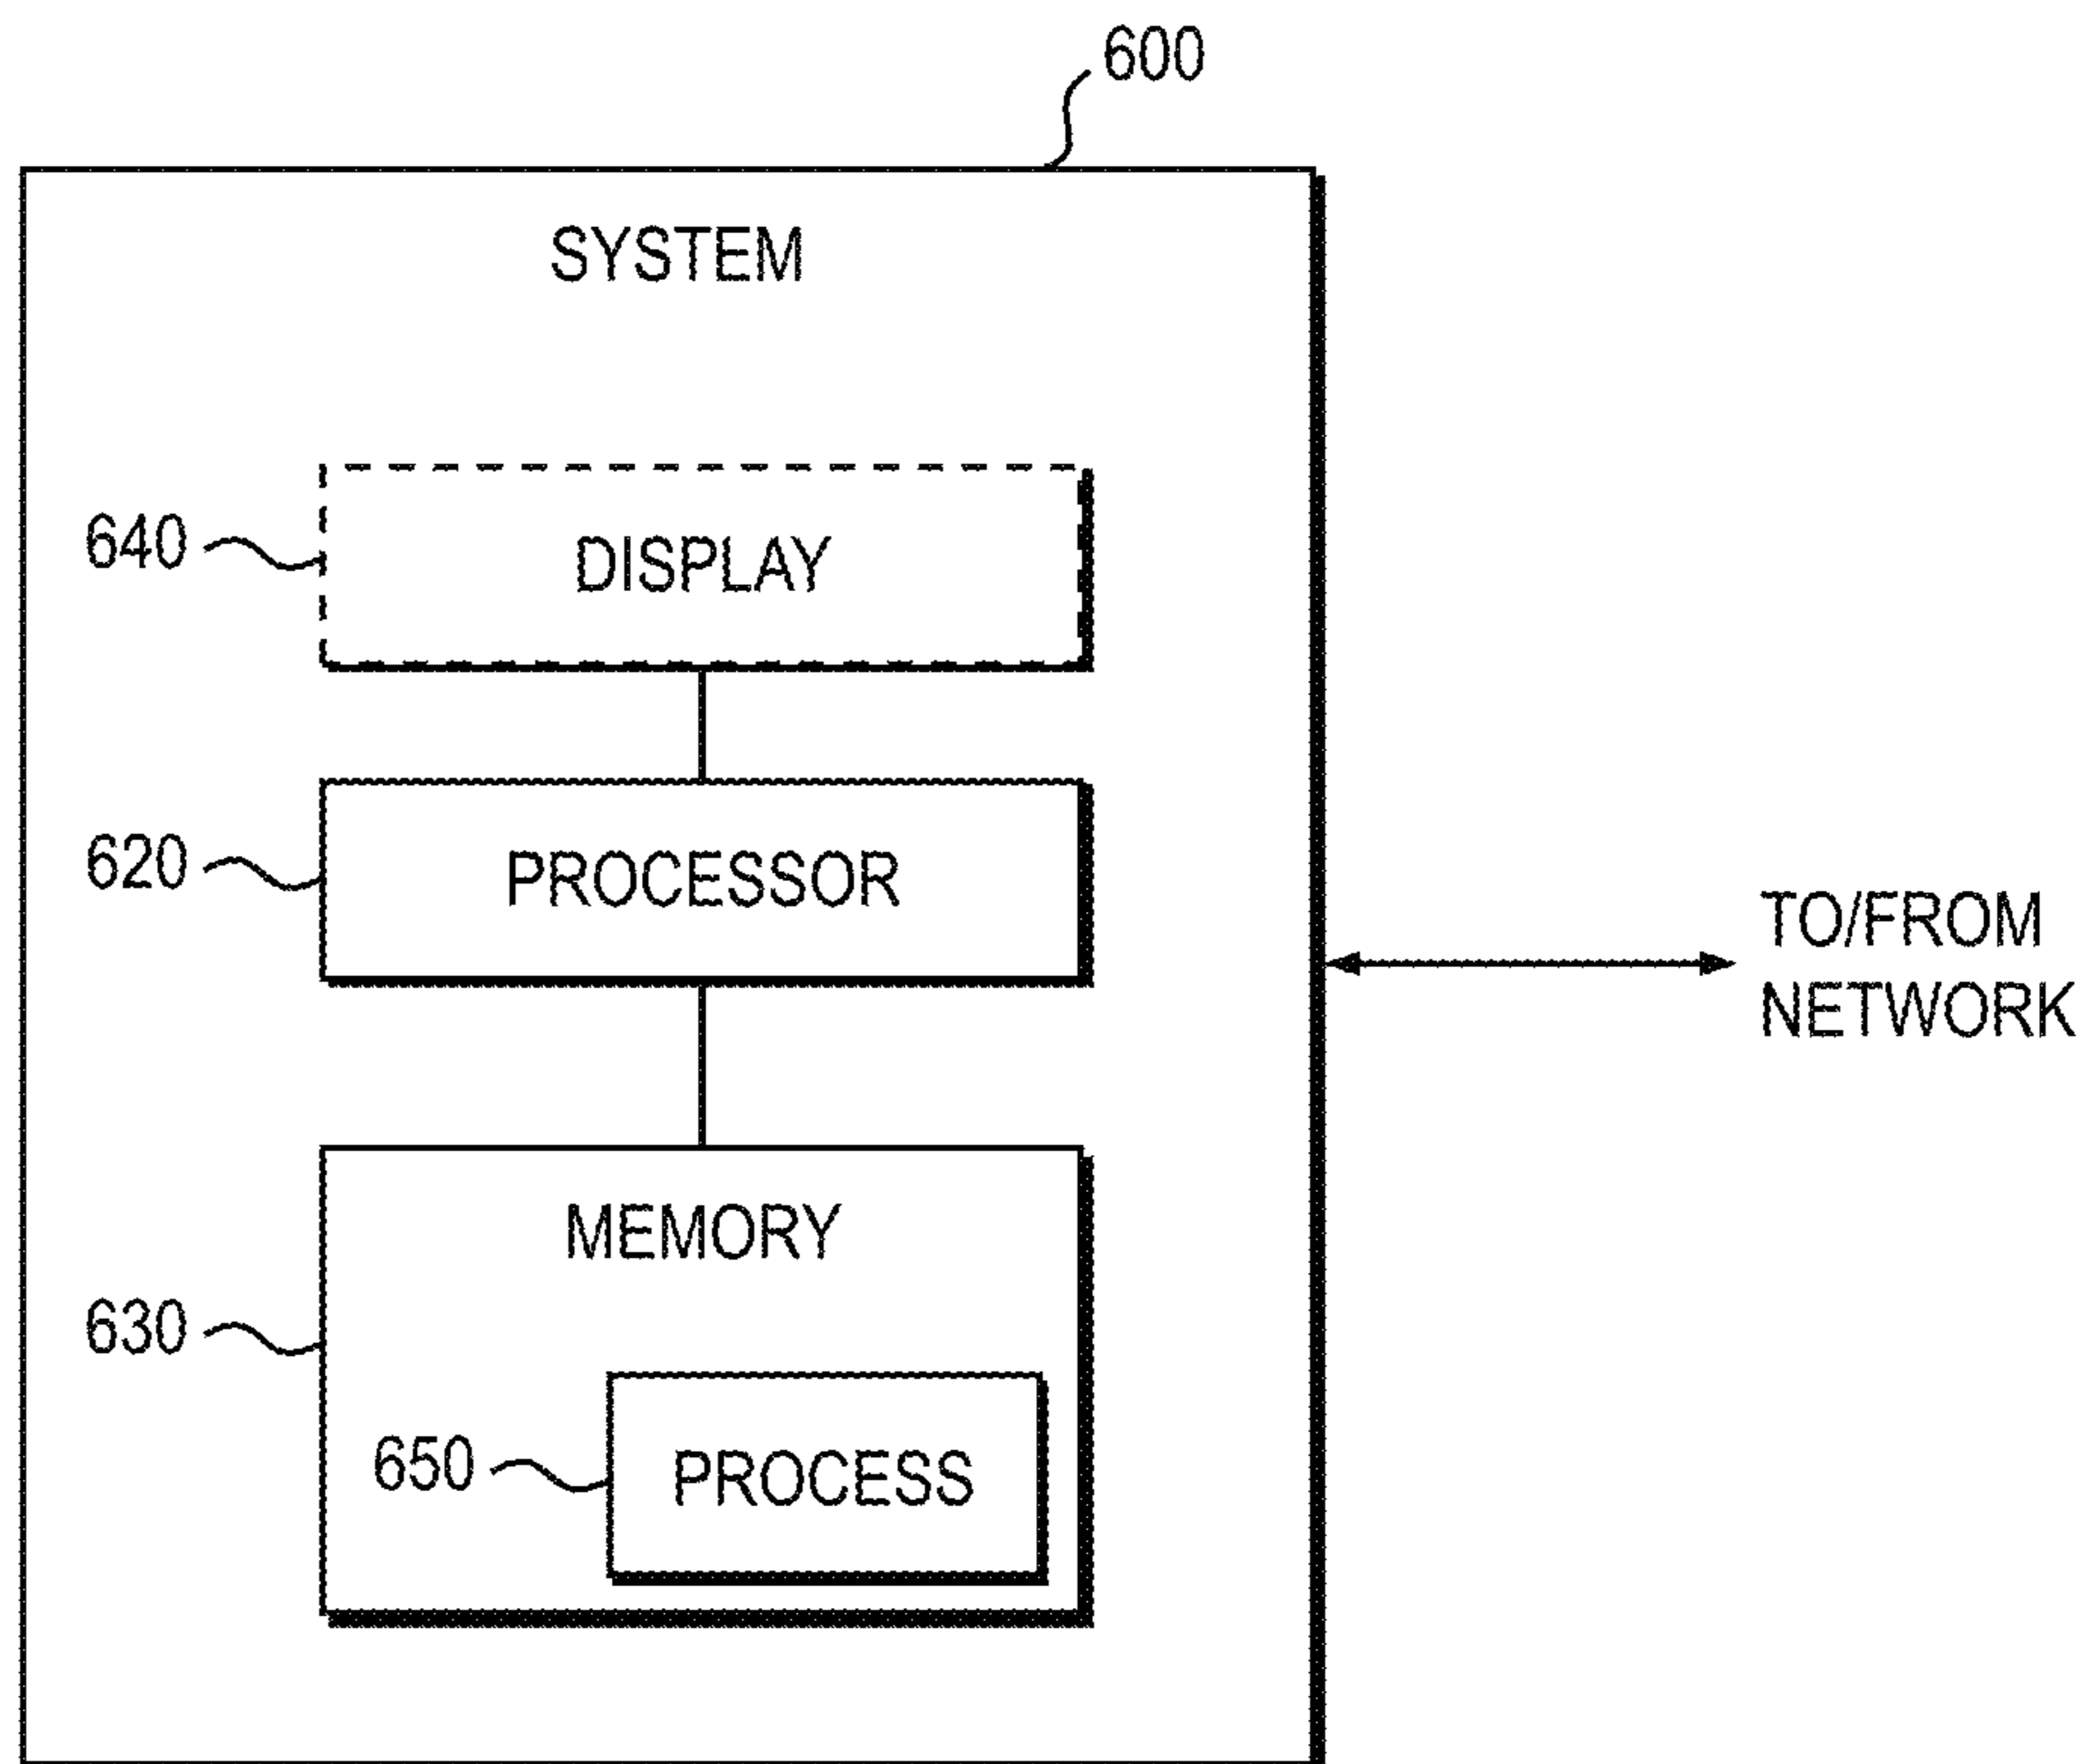 600
SYSTEM
640
DISPLAY
620
PROCESSOR
TO/FROM
NETWORK
MEMORY
630
650
PROCESS